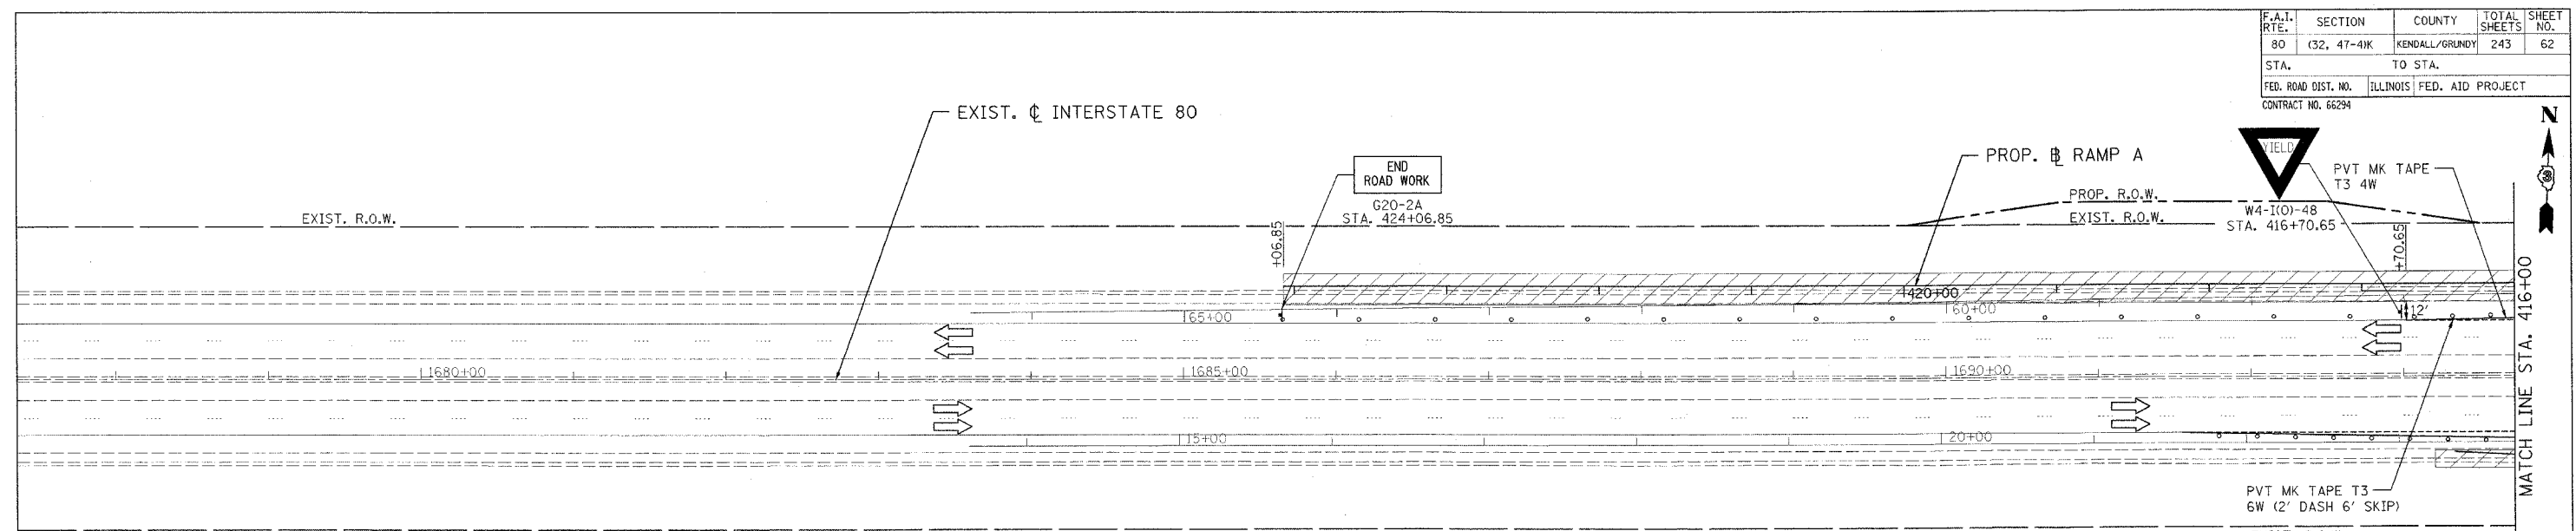 F.A.I. RTE. SECTION COUNTY TOTAL SHEETS SHEET NO.
80 (32, 47-4)K KENDALL/GRUNDY 243 62
STA. TO STA.
FED. ROAD DIST. NO. ILLINOIS FED. AID PROJECT
CONTRACT NO. 66294
N
EXIST. ℄ INTERSTATE 80
END
ROAD WORK
G20-2A
STA. 424+06.85
PROP. ⅊ RAMP A
YIELD
PVT MK TAPE
T3 4W
PROP. R.O.W.
EXIST. R.O.W.
EXIST. R.O.W.
W4-I(O)-48
STA. 416+70.65
+06.85
+70.65
420+00
65+00
60+00
12'
1680+00
1685+00
1690+00
15+00
20+00
PVT MK TAPE T3
6W (2' DASH 6' SKIP)
MATCH LINE STA. 416+00